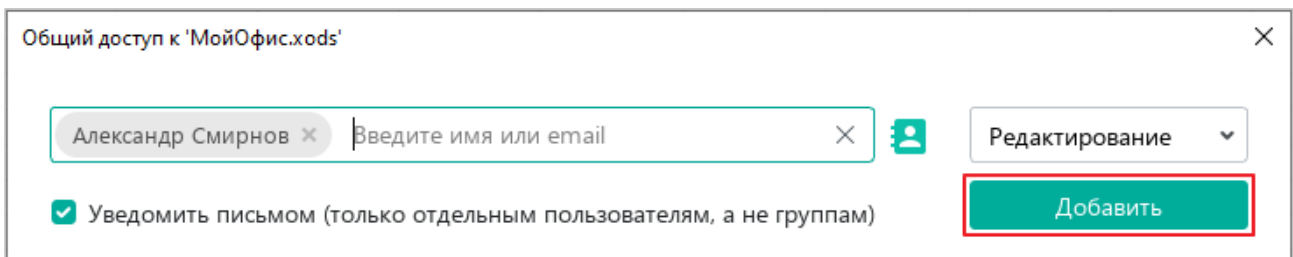 Общий доступ к 'МойОфис.xods'
Александр Смирнов Введите имя или email Редактирование
Уведомить письмом (только отдельным пользователям, а не группам) Добавить